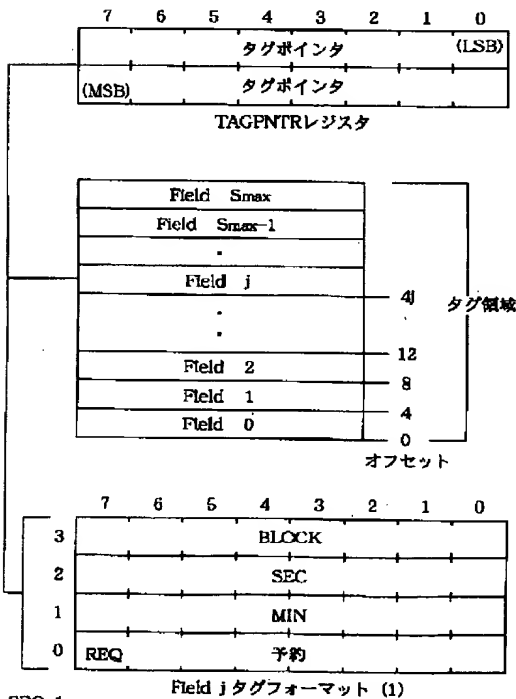 7 6 5 4 3 2 1 0
タグポインタ (LSB)
(MSB) タグポインタ
TAGPNTRレジスタ
Field Smax
Field Smax-1
Field j
4j
タグ領域
12
Field 2
8
Field 1
4
Field 0
0
オフセット
7 6 5 4 3 2 1 0
3 BLOCK
2 SEC
1 MIN
0 REQ 予約
Field j タグフォーマット (1)